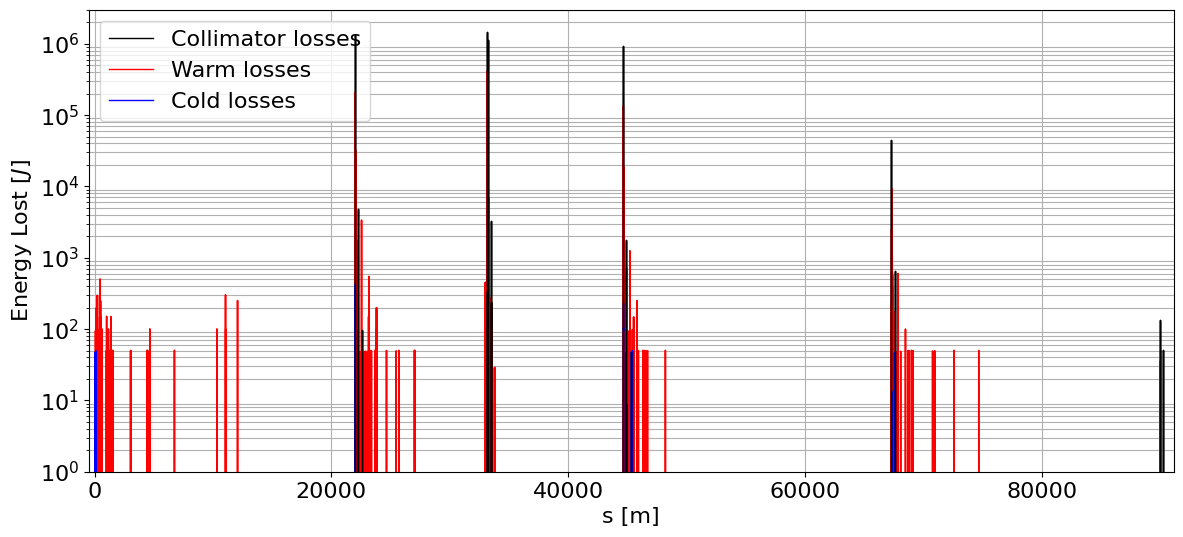 Collimator losses
Warm losses
Cold losses
Energy Lost [J]
10^6
10^5
10^4
10^3
10^2
10^1
10^0
0 20000 40000 60000 80000
s [m]